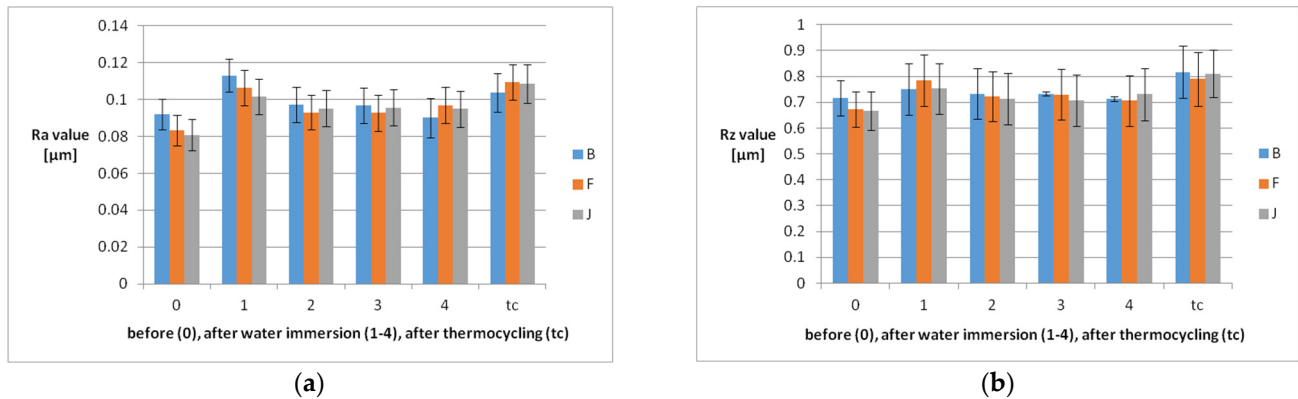 0.14
0.12
0.1
0.08
0.06
0.04
0.02
0
Ra value
[µm]
B
F
J
0 1 2 3 4 tc
before (0), after water immersion (1-4), after thermocycling (tc)
(a)
1
0.9
0.8
0.7
0.6
0.5
0.4
0.3
0.2
0.1
0
Rz value
[µm]
B
F
J
0 1 2 3 4 tc
before (0), after water immersion (1-4), after thermocycling (tc)
(b)